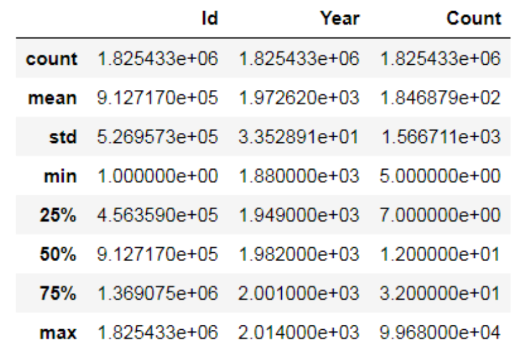 Id Year Count
count 1.825433e+06 1.825433e+06 1.825433e+06
mean 9.127170e+05 1.972620e+03 1.846879e+02
std 5.269573e+05 3.352891e+01 1.566711e+03
min 1.000000e+00 1.880000e+03 5.000000e+00
25% 4.563590e+05 1.949000e+03 7.000000e+00
50% 9.127170e+05 1.982000e+03 1.200000e+01
75% 1.369075e+06 2.001000e+03 3.200000e+01
max 1.825433e+06 2.014000e+03 9.968000e+04